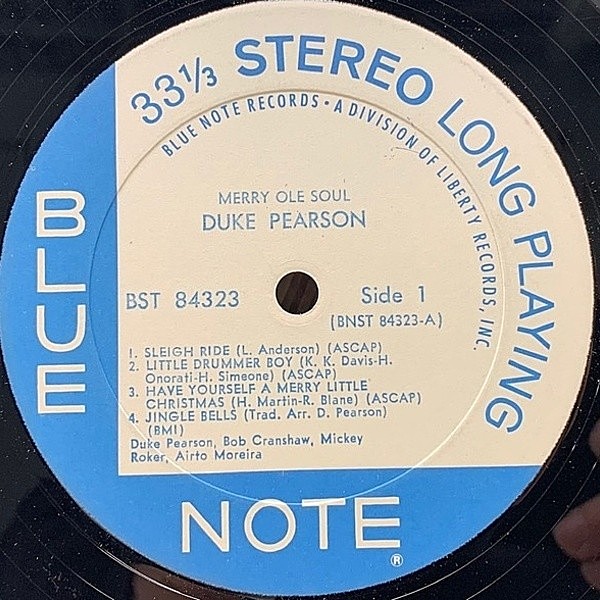 33⅓ STEREO LONG PLAYING
BLUE NOTE RECORDS • A DIVISION OF LIBERTY RECORDS, INC.
MERRY OLE SOUL
DUKE PEARSON
BST 84323
Side 1
(BNST 84323-A)
1. SLEIGH RIDE (L. Anderson) (ASCAP)
2. LITTLE DRUMMER BOY (K. K. Davis-H.
Onorati-H. Simeone) (ASCAP)
3. HAVE YOURSELF A MERRY LITTLE
CHRISTMAS (H. Martin-R. Blane) (ASCAP)
4. JINGLE BELLS (Trad. Arr. D. Pearson)
(BMI)
Duke Pearson, Bob Cranshaw, Mickey
Roker, Airto Moreira
BLUE
NOTE®